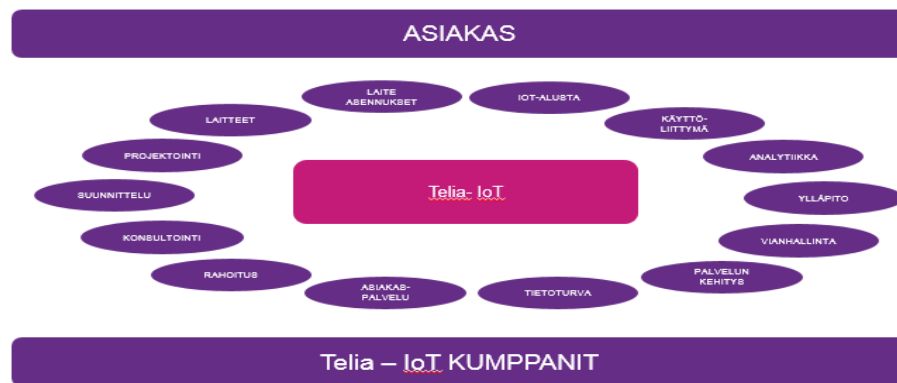 ASIAKAS
LAITE
ASENNUKSET
IOT-ALUSTA
LAITTEET
KÄYTTÖ-
LIITTYMÄ
PROJEKTOINTI
ANALYTIIKKA
Telia- IoT
SUUNNITTELU
YLLÄPITO
KONSULTOINTI
VIANHALLINTA
RAHOITUS
PALVELUN
KEHITYS
ASIAKAS-
PALVELU
TIETOTURVA
Telia – IoT KUMPPANIT